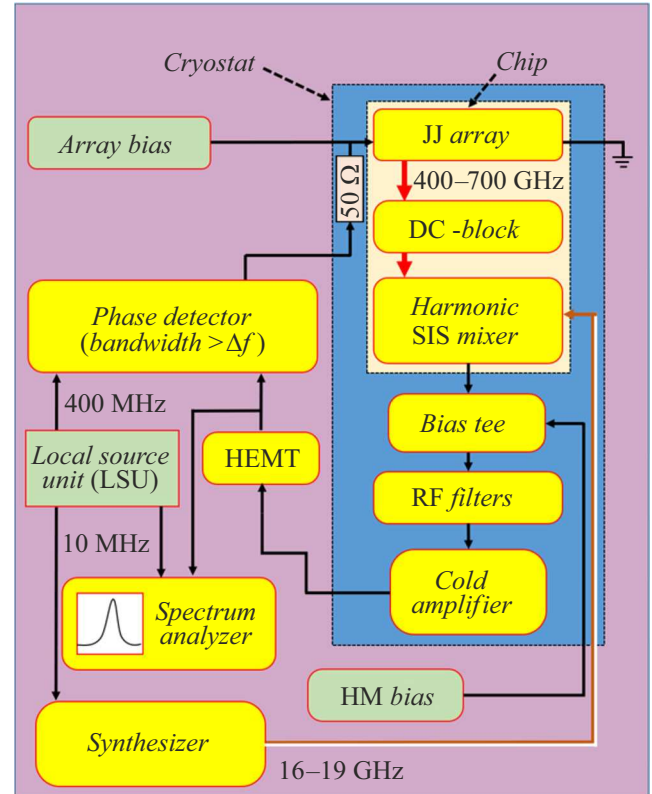 Cryostat
Chip
Array bias
JJ array
50 Ω
400–700 GHz
DC -block
Phase detector
(bandwidth > Δf )
Harmonic
SIS mixer
400 MHz
Bias tee
Local source
unit (LSU)
HEMT
RF filters
10 MHz
Cold
amplifier
Spectrum
analyzer
HM bias
Synthesizer
16–19 GHz